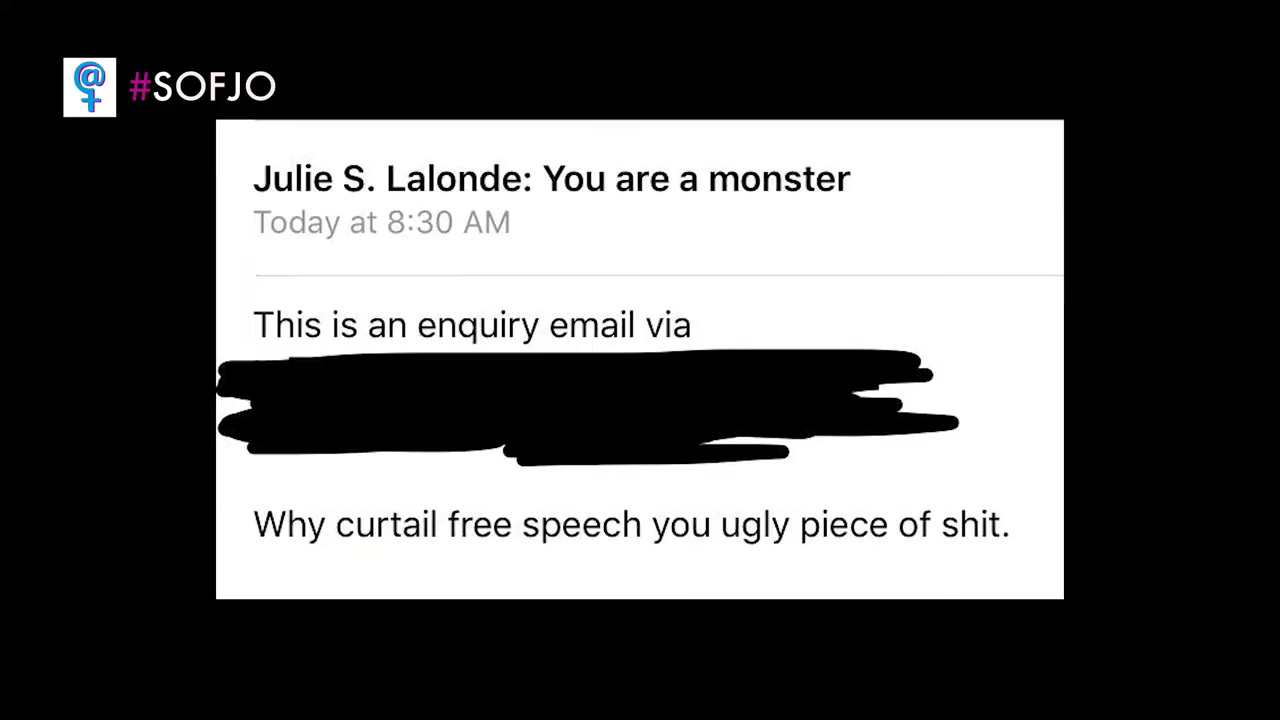 #SOFJO
Julie S. Lalonde: You are a monster
Today at 8:30 AM
This is an enquiry email via
Why curtail free speech you ugly piece of shit.